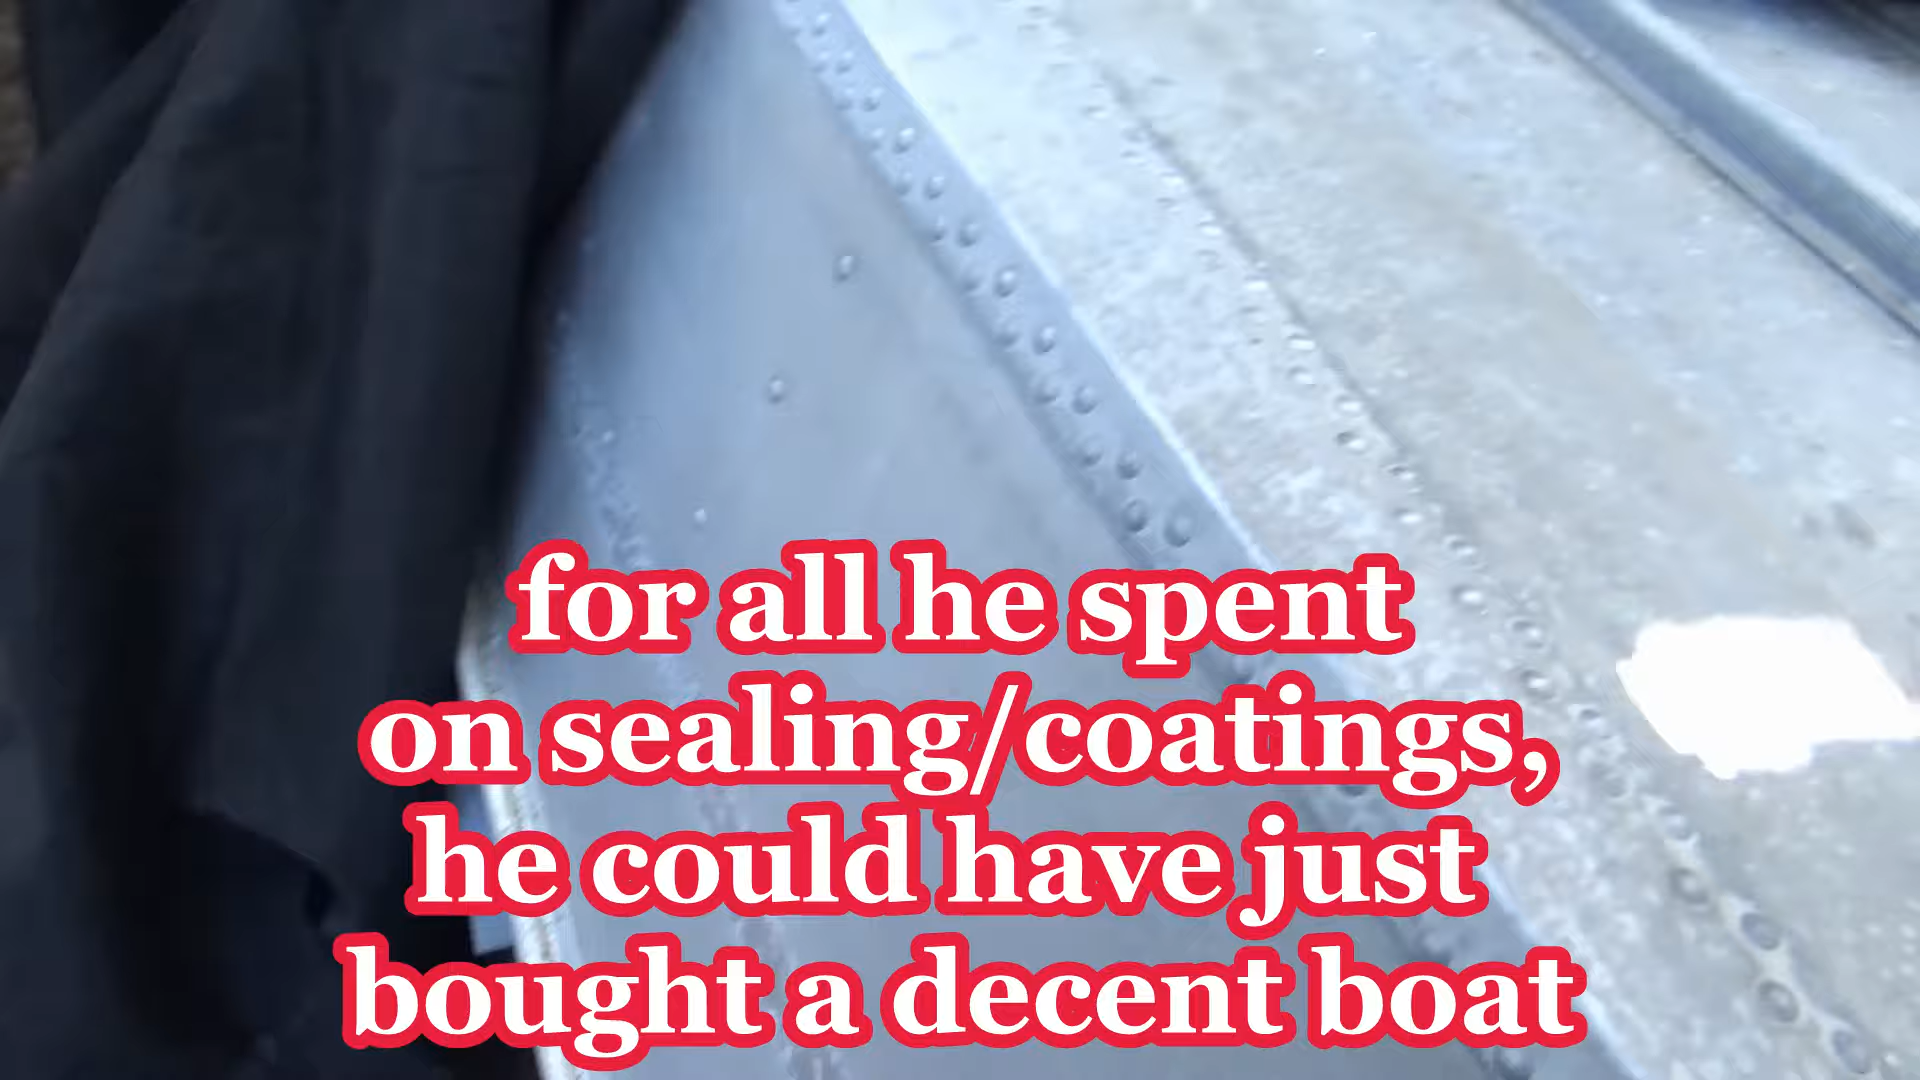 for all he spent
on sealing/coatings,
he could have just
bought a decent boat